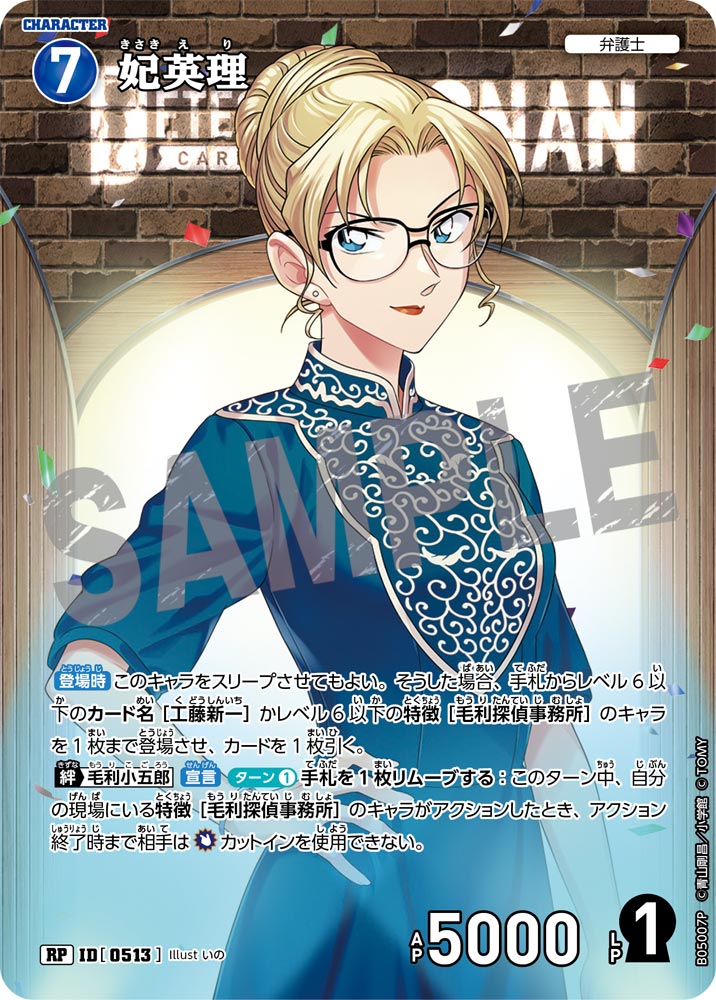 CHARACTER
7
きさき えり
妃英理
弁護士
DETECTIVE CONAN
CARD
SAMPLE
登場時 このキャラをスリープさせてもよい。そうした場合、手札からレベル6以
下のカード名［工藤新一］かレベル6以下の特徴［毛利探偵事務所］のキャラ
を1枚まで登場させ、カードを1枚引く。
絆 毛利小五郎 宣言 ターン① 手札を1枚リムーブする：このターン中、自分
の現場にいる特徴［毛利探偵事務所］のキャラがアクションしたとき、アクション
終了時まで相手は カットインを使用できない。
AP 5000
LP 1
RP ID[0513] Illust いの
B05007P ©青山剛昌／小学館 ©TOMY